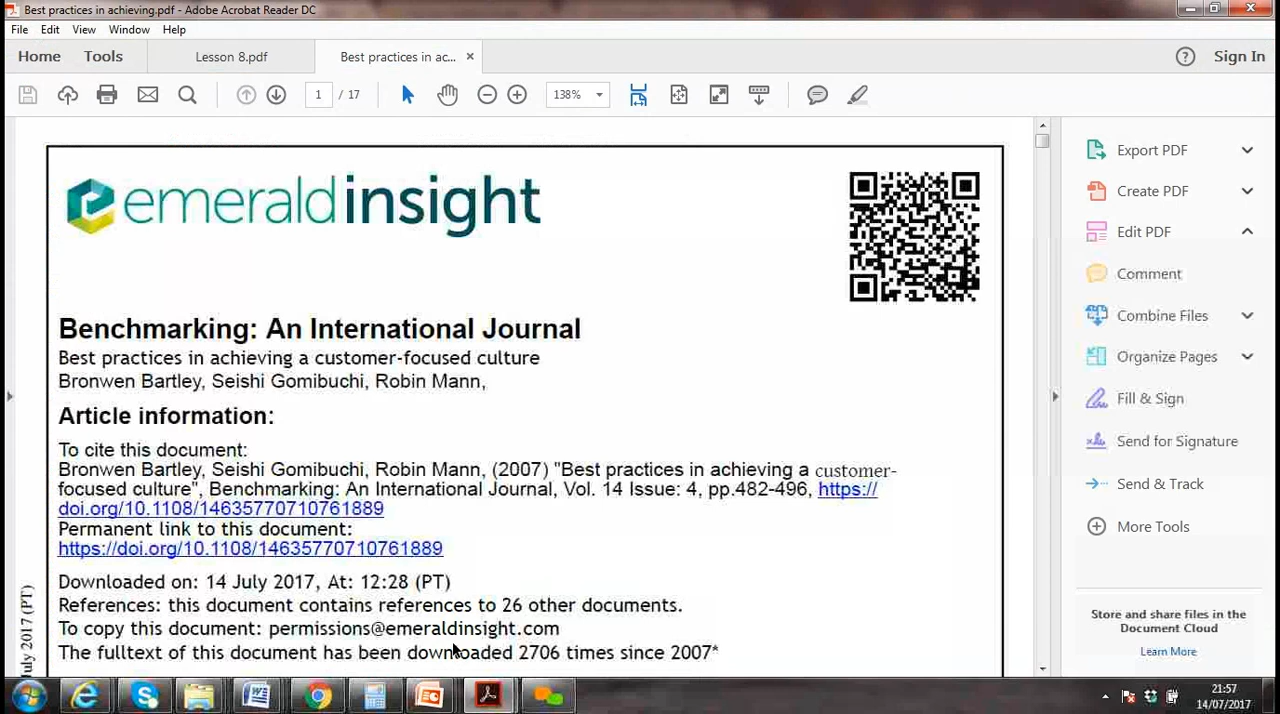 Best practices in achieving.pdf - Adobe Acrobat Reader DC
File Edit View Window Help
Home Tools Lesson 8.pdf Best practices in ac... × Sign In
1 / 17 138%
emeraldinsight
Benchmarking: An International Journal
Best practices in achieving a customer-focused culture
Bronwen Bartley, Seishi Gomibuchi, Robin Mann,
Article information:
To cite this document:
Bronwen Bartley, Seishi Gomibuchi, Robin Mann, (2007) "Best practices in achieving a customer-
focused culture", Benchmarking: An International Journal, Vol. 14 Issue: 4, pp.482-496, https://
doi.org/10.1108/14635770710761889
Permanent link to this document:
https://doi.org/10.1108/14635770710761889
Downloaded on: 14 July 2017, At: 12:28 (PT)
References: this document contains references to 26 other documents.
To copy this document: permissions@emeraldinsight.com
The fulltext of this document has been downloaded 2706 times since 2007*
uly 2017 (PT)
Export PDF
Create PDF
Edit PDF
Comment
Combine Files
Organize Pages
Fill & Sign
Send for Signature
Send & Track
More Tools
Store and share files in the
Document Cloud
Learn More
21:57
14/07/2017